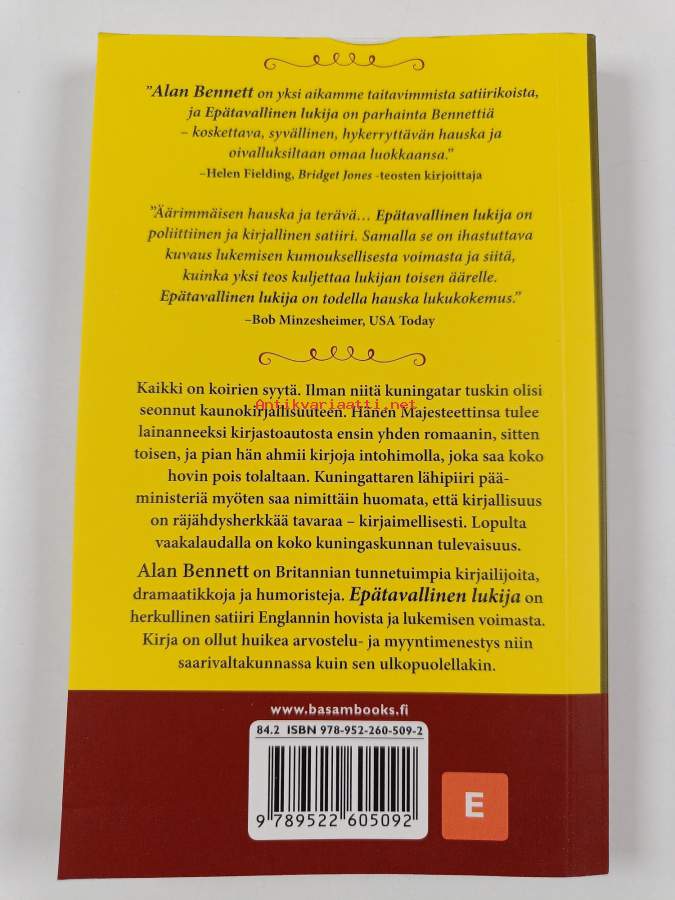 ”Alan Bennett on yksi aikamme taitavimmista satiirikoista,
ja Epätavallinen lukija on parhainta Bennettiä
– koskettava, syvällinen, hykerryttävän hauska ja
oivalluksiltaan omaa luokkaansa.”
–Helen Fielding, Bridget Jones -teosten kirjoittaja
”Äärimmäisen hauska ja terävä… Epätavallinen lukija on
poliittinen ja kirjallinen satiiri. Samalla se on ihastuttava
kuvaus lukemisen kumouksellisesta voimasta ja siitä,
kuinka yksi teos kuljettaa lukijan toisen äärelle.
Epätavallinen lukija on todella hauska lukukokemus.”
–Bob Minzesheimer, USA Today
Kaikki on koirien syytä. Ilman niitä kuningatar tuskin olisi
seonnut kaunokirjallisuuteen. Hänen Majesteettinsa tulee
Antikvariaatti.net
lainanneeksi kirjastoautosta ensin yhden romaanin, sitten
toisen, ja pian hän ahmii kirjoja intohimolla, joka saa koko
hovin pois tolaltaan. Kuningattaren lähipiiri pää-
ministeriä myöten saa nimittäin huomata, että kirjallisuus
on räjähdysherkkää tavaraa – kirjaimellisesti. Lopulta
vaakalaudalla on koko kuningaskunnan tulevaisuus.
Alan Bennett on Britannian tunnetuimpia kirjailijoita,
dramaatikkoja ja humoristeja. Epätavallinen lukija on
herkullinen satiiri Englannin hovista ja lukemisen voimasta.
Kirja on ollut huikea arvostelu- ja myyntimenestys niin
saarivaltakunnassa kuin sen ulkopuolellakin.
www.basambooks.fi
84.2 ISBN 978-952-260-509-2
9 789522 605092
E